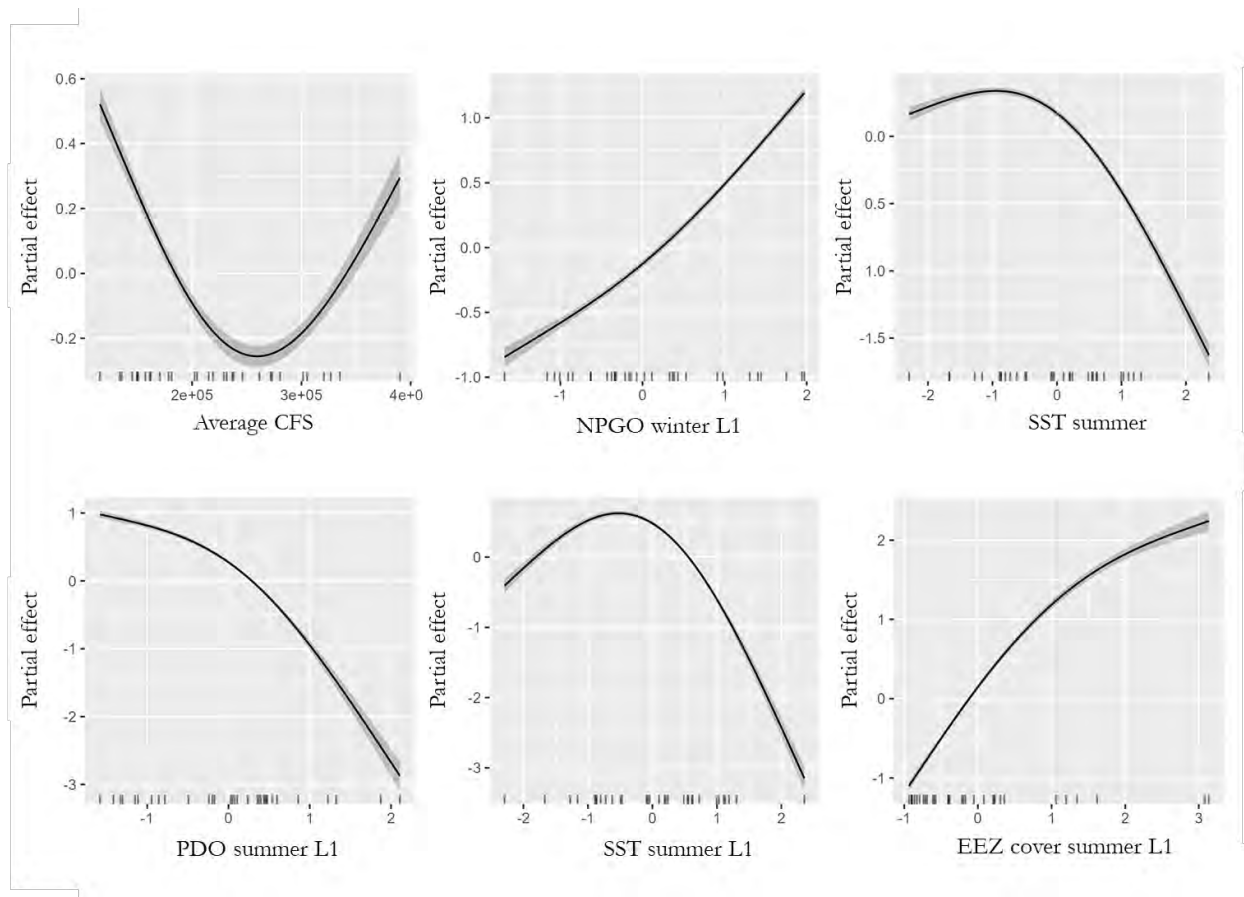 0.6
0.4
0.2
0.0
-0.2
Partial effect
2e+05 3e+05 4e+0
Average CFS
1.0
0.5
0.0
-0.5
-1.0
Partial effect
-1 0 1 2
NPGO winter L1
0.0
0.5
1.0
-1.5
Partial effect
-2 -1 0 1 2
SST summer
1
0
-1
-2
-3
Partial effect
-1 0 1 2
PDO summer L1
0
-1
-2
-3
Partial effect
-2 -1 0 1 2
SST summer L1
2
1
0
-1
Partial effect
-1 0 1 2 3
EEZ cover summer L1